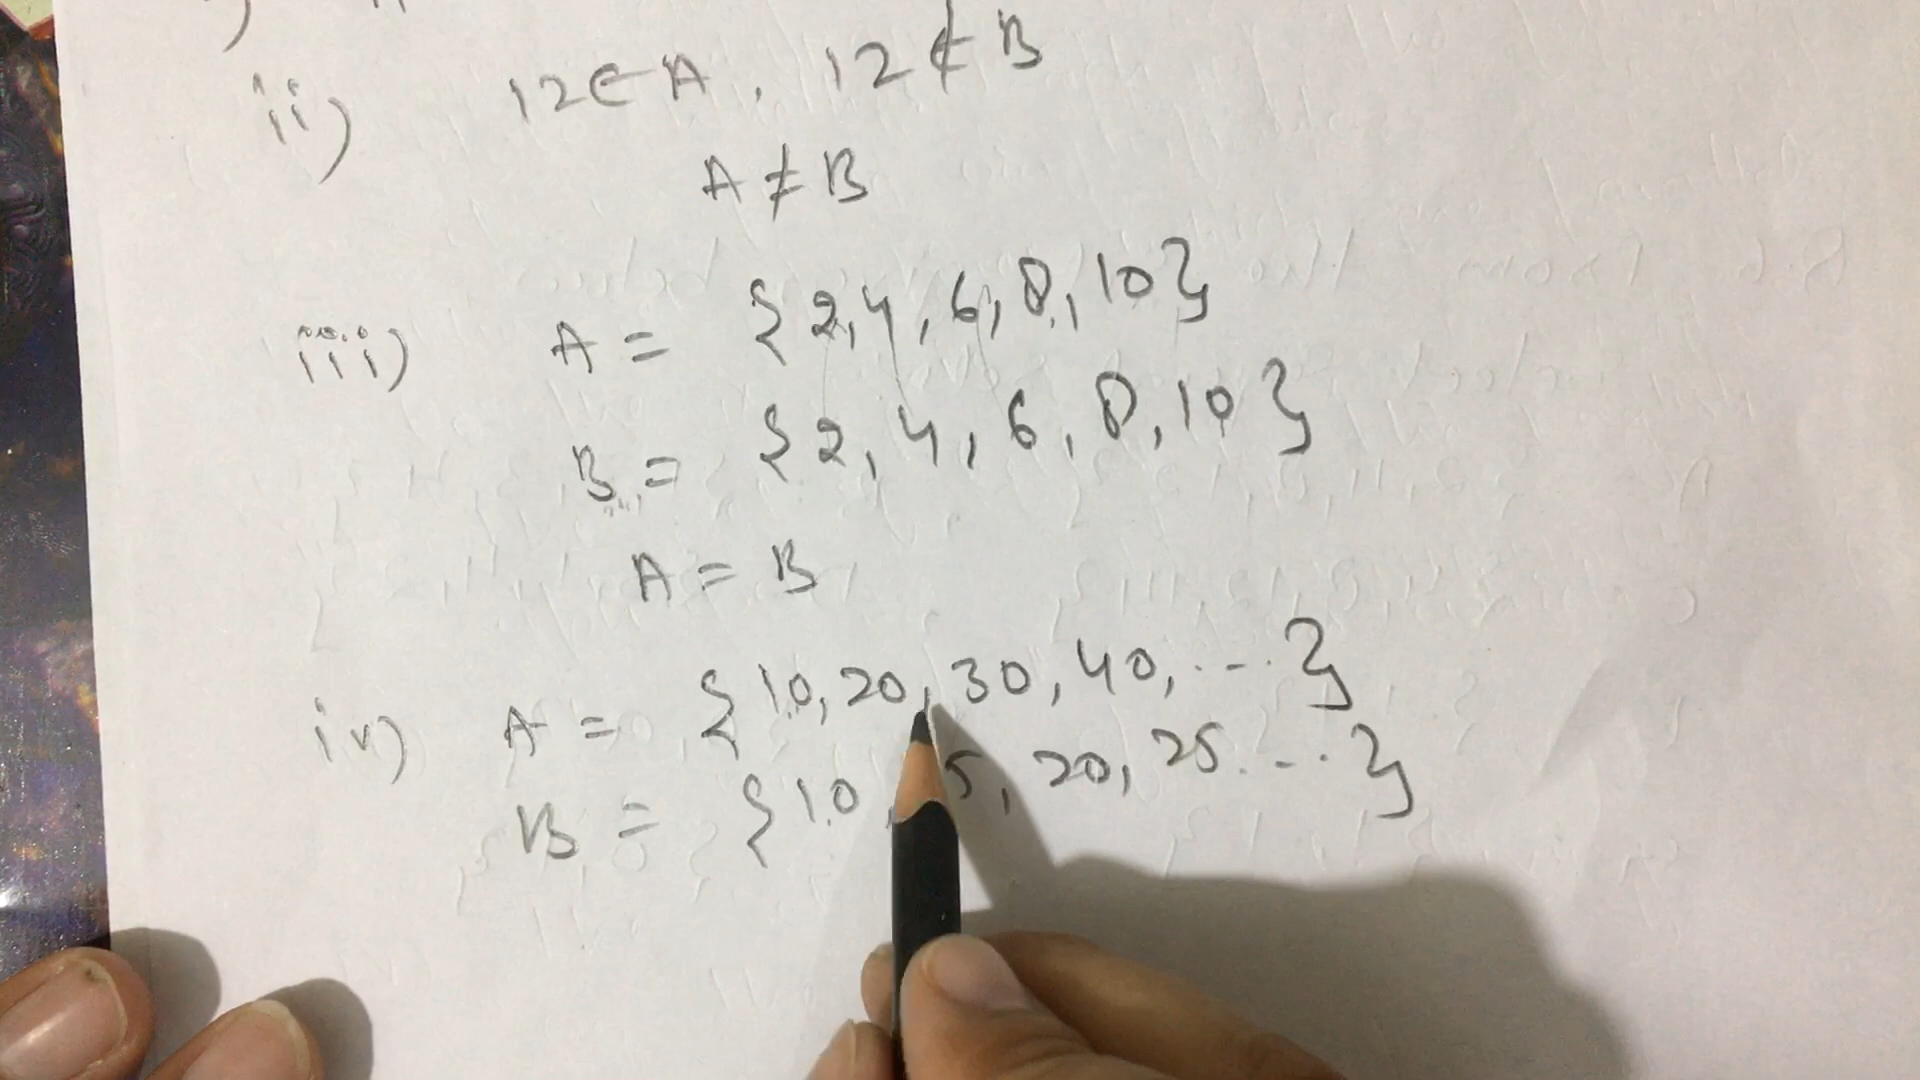 ii) 12 ∈ A, 12 ∉ B
A ≠ B
iii) A = {2,4,6,8,10}
B = {2,4,6,8,10}
A = B
iv) A = {10,20,30,40,...}
B = {10, 5, 20, 25...}